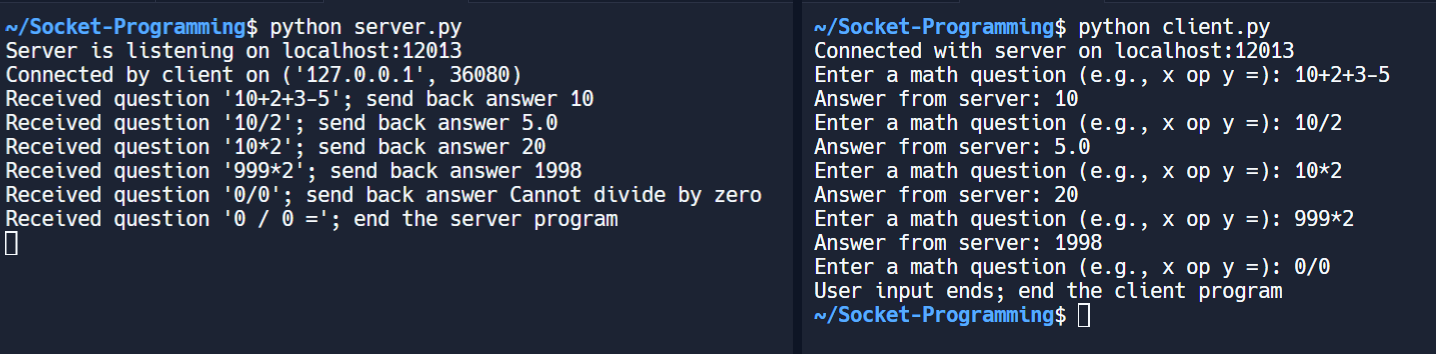 ~/Socket-Programming$ python server.py
Server is listening on localhost:12013
Connected by client on ('127.0.0.1', 36080)
Received question '10+2+3-5'; send back answer 10
Received question '10/2'; send back answer 5.0
Received question '10*2'; send back answer 20
Received question '999*2'; send back answer 1998
Received question '0/0'; send back answer Cannot divide by zero
Received question '0 / 0 ='; end the server program
~/Socket-Programming$ python client.py
Connected with server on localhost:12013
Enter a math question (e.g., x op y =): 10+2+3-5
Answer from server: 10
Enter a math question (e.g., x op y =): 10/2
Answer from server: 5.0
Enter a math question (e.g., x op y =): 10*2
Answer from server: 20
Enter a math question (e.g., x op y =): 999*2
Answer from server: 1998
Enter a math question (e.g., x op y =): 0/0
User input ends; end the client program
~/Socket-Programming$